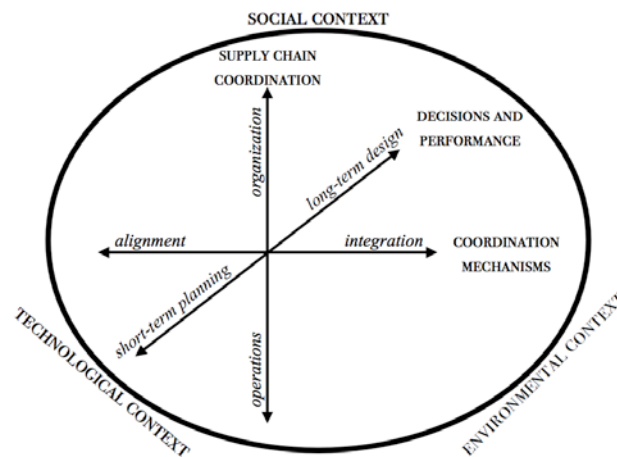 SOCIAL CONTEXT
SUPPLY CHAIN
COORDINATION
DECISIONS AND
PERFORMANCE
organization
long-term design
alignment
integration
COORDINATION
MECHANISMS
short-term planning
operations
TECHNOLOGICAL CONTEXT
ENVIRONMENTAL CONTEXT